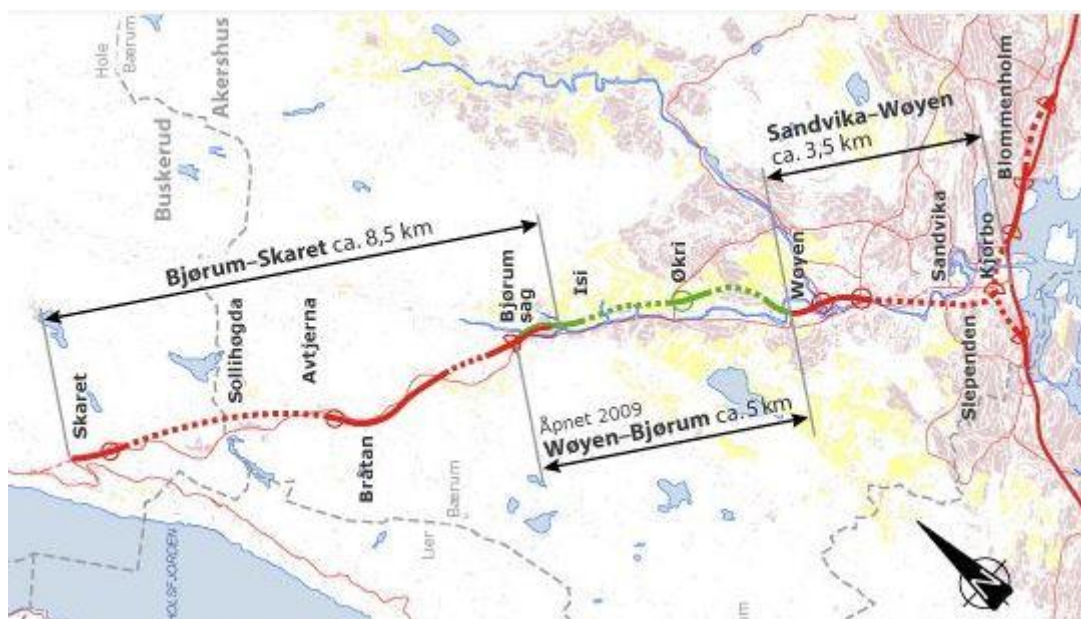 Hole
Bærum
Akershus
Buskerud
Bjørum–Skaret ca. 8,5 km
Sandvika–Wøyen
ca. 3,5 km
Skaret
Sollihøgda
Avtjerna
Bråtan
Bjørum
sag
Isi
Økri
Wøyen
Sandvika
Kjørbo
Blommenholm
Slependen
Åpnet 2009
Wøyen–Bjørum ca. 5 km
Lier
Bærum
HOLSFJORDEN
N